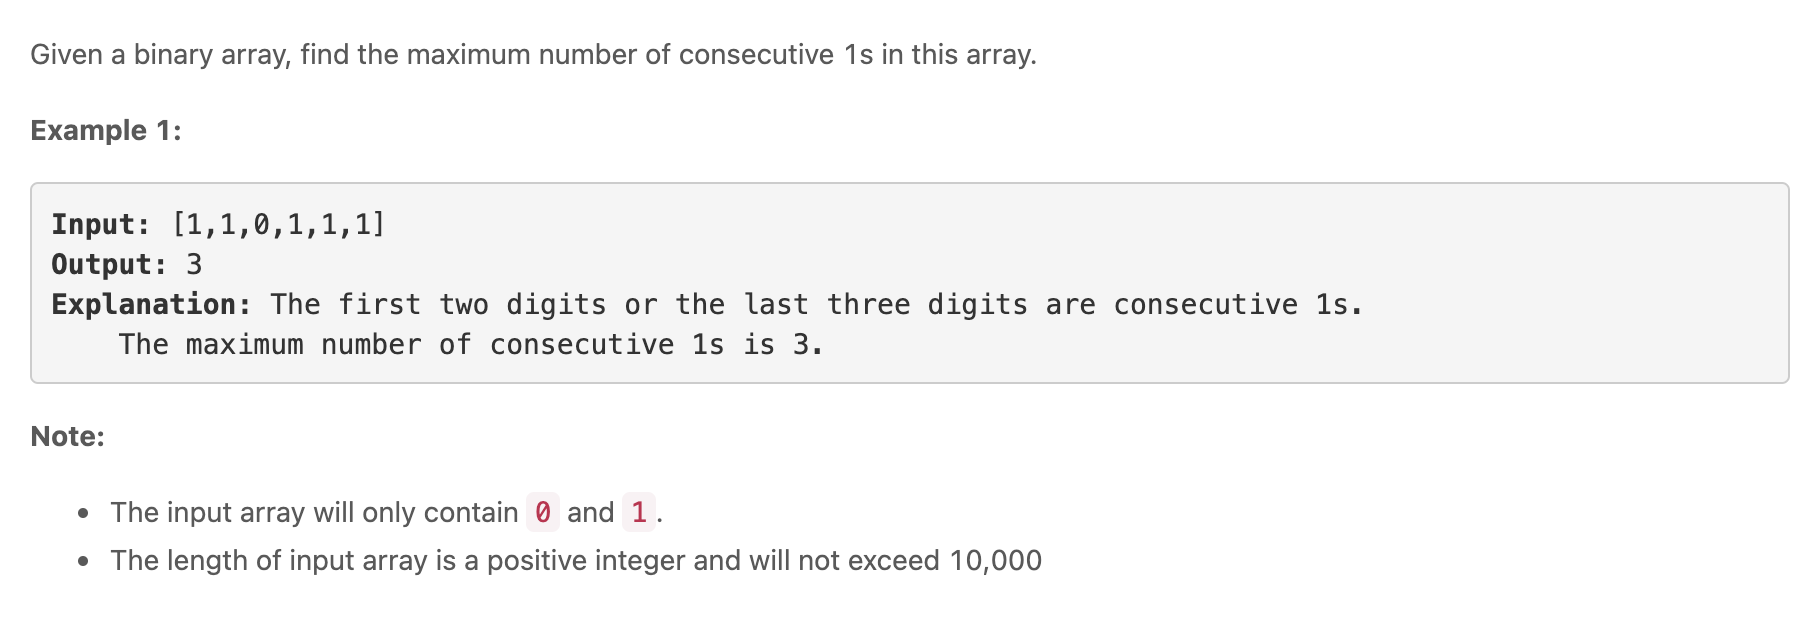 Given a binary array, find the maximum number of consecutive 1s in this array.
Example 1:
Input: [1,1,0,1,1,1]
Output: 3
Explanation: The first two digits or the last three digits are consecutive 1s.
The maximum number of consecutive 1s is 3.
Note:
• The input array will only contain 0 and 1.
• The length of input array is a positive integer and will not exceed 10,000